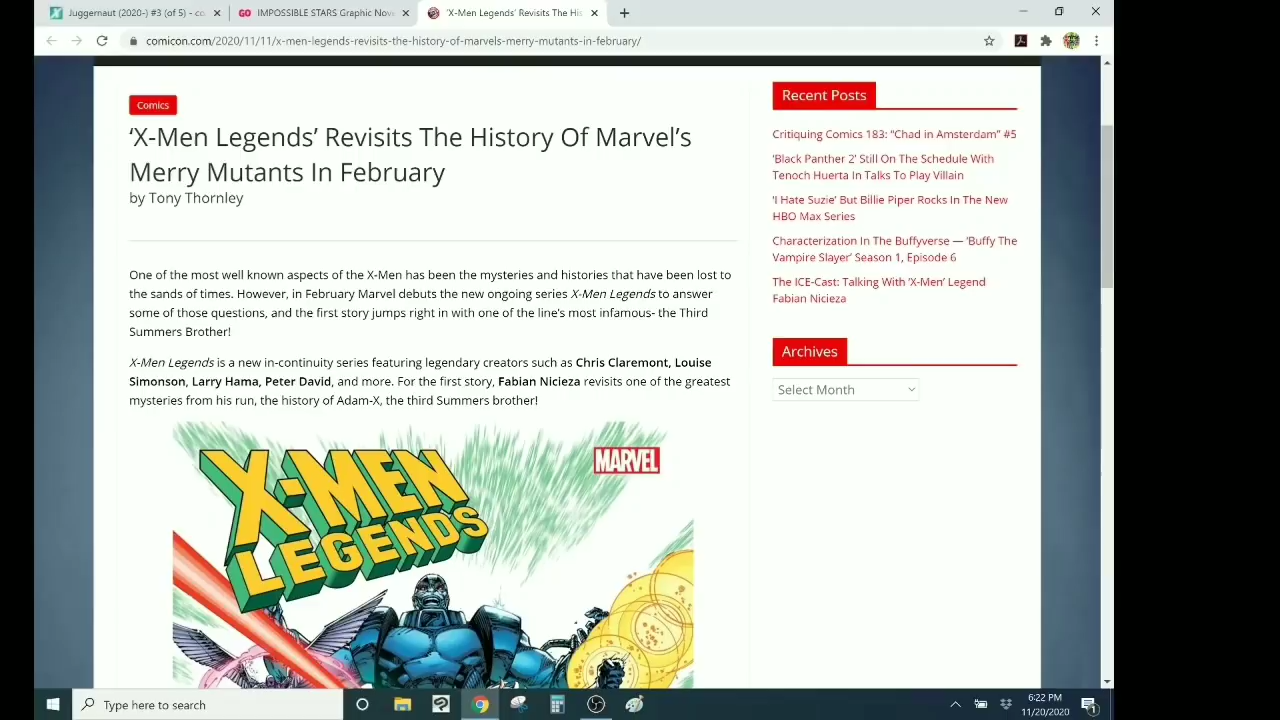 Juggernaut (2020-) #3 (of 5) - co
GO IMPOSSIBLE STARS Graphic Nove
'X-Men Legends' Revisits The His
comicon.com/2020/11/11/x-men-legends-revisits-the-history-of-marvels-merry-mutants-in-february/
Comics
‘X-Men Legends’ Revisits The History Of Marvel’s
Merry Mutants In February
by Tony Thornley
One of the most well known aspects of the X-Men has been the mysteries and histories that have been lost to
the sands of times. However, in February Marvel debuts the new ongoing series X-Men Legends to answer
some of those questions, and the first story jumps right in with one of the line’s most infamous- the Third
Summers Brother!
X-Men Legends is a new in-continuity series featuring legendary creators such as Chris Claremont, Louise
Simonson, Larry Hama, Peter David, and more. For the first story, Fabian Nicieza revisits one of the greatest
mysteries from his run, the history of Adam-X, the third Summers brother!
X-MEN
LEGENDS
MARVEL
Recent Posts
Critiquing Comics 183: “Chad in Amsterdam” #5
‘Black Panther 2’ Still On The Schedule With
Tenoch Huerta In Talks To Play Villain
‘I Hate Suzie’ But Billie Piper Rocks In The New
HBO Max Series
Characterization In The Buffyverse — ‘Buffy The
Vampire Slayer’ Season 1, Episode 6
The ICE-Cast: Talking With ‘X-Men’ Legend
Fabian Nicieza
Archives
Select Month
Type here to search
6:22 PM
11/20/2020
1